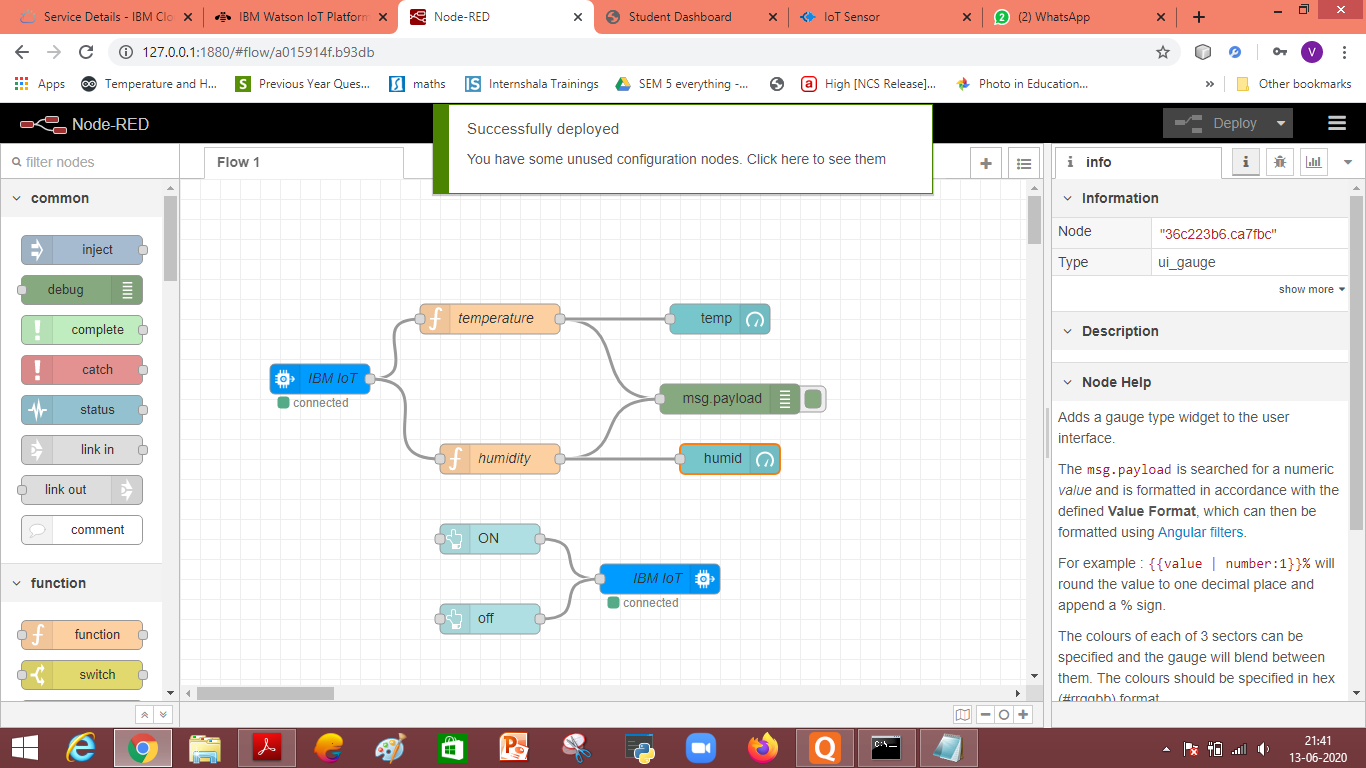 Service Details - IBM Clo
IBM Watson IoT Platform
Node-RED
Student Dashboard
IoT Sensor
(2) WhatsApp
127.0.0.1:1880/#flow/a015914f.b93db
V
Apps
Temperature and H...
Previous Year Ques...
maths
Internshala Trainings
SEM 5 everything -...
High [NCS Release]...
Photo in Education...
»
Other bookmarks
Node-RED
Successfully deployed
You have some unused configuration nodes. Click here to see them
Deploy
filter nodes
Flow 1
info
common
inject
debug
complete
catch
status
link in
link out
comment
function
function
switch
temperature
temp
IBM IoT
connected
msg.payload
humidity
humid
ON
IBM IoT
connected
off
Information
Node
"36c223b6.ca7fbc"
Type
ui_gauge
show more
Description
Node Help
Adds a gauge type widget to the user
interface.
The msg.payload is searched for a numeric
value and is formatted in accordance with the
defined Value Format, which can then be
formatted using Angular filters.
For example : {{value | number:1}}% will
round the value to one decimal place and
append a % sign.
The colours of each of 3 sectors can be
specified and the gauge will blend between
them. The colours should be specified in hex
(#rrggbb) format.
21:41
13-06-2020